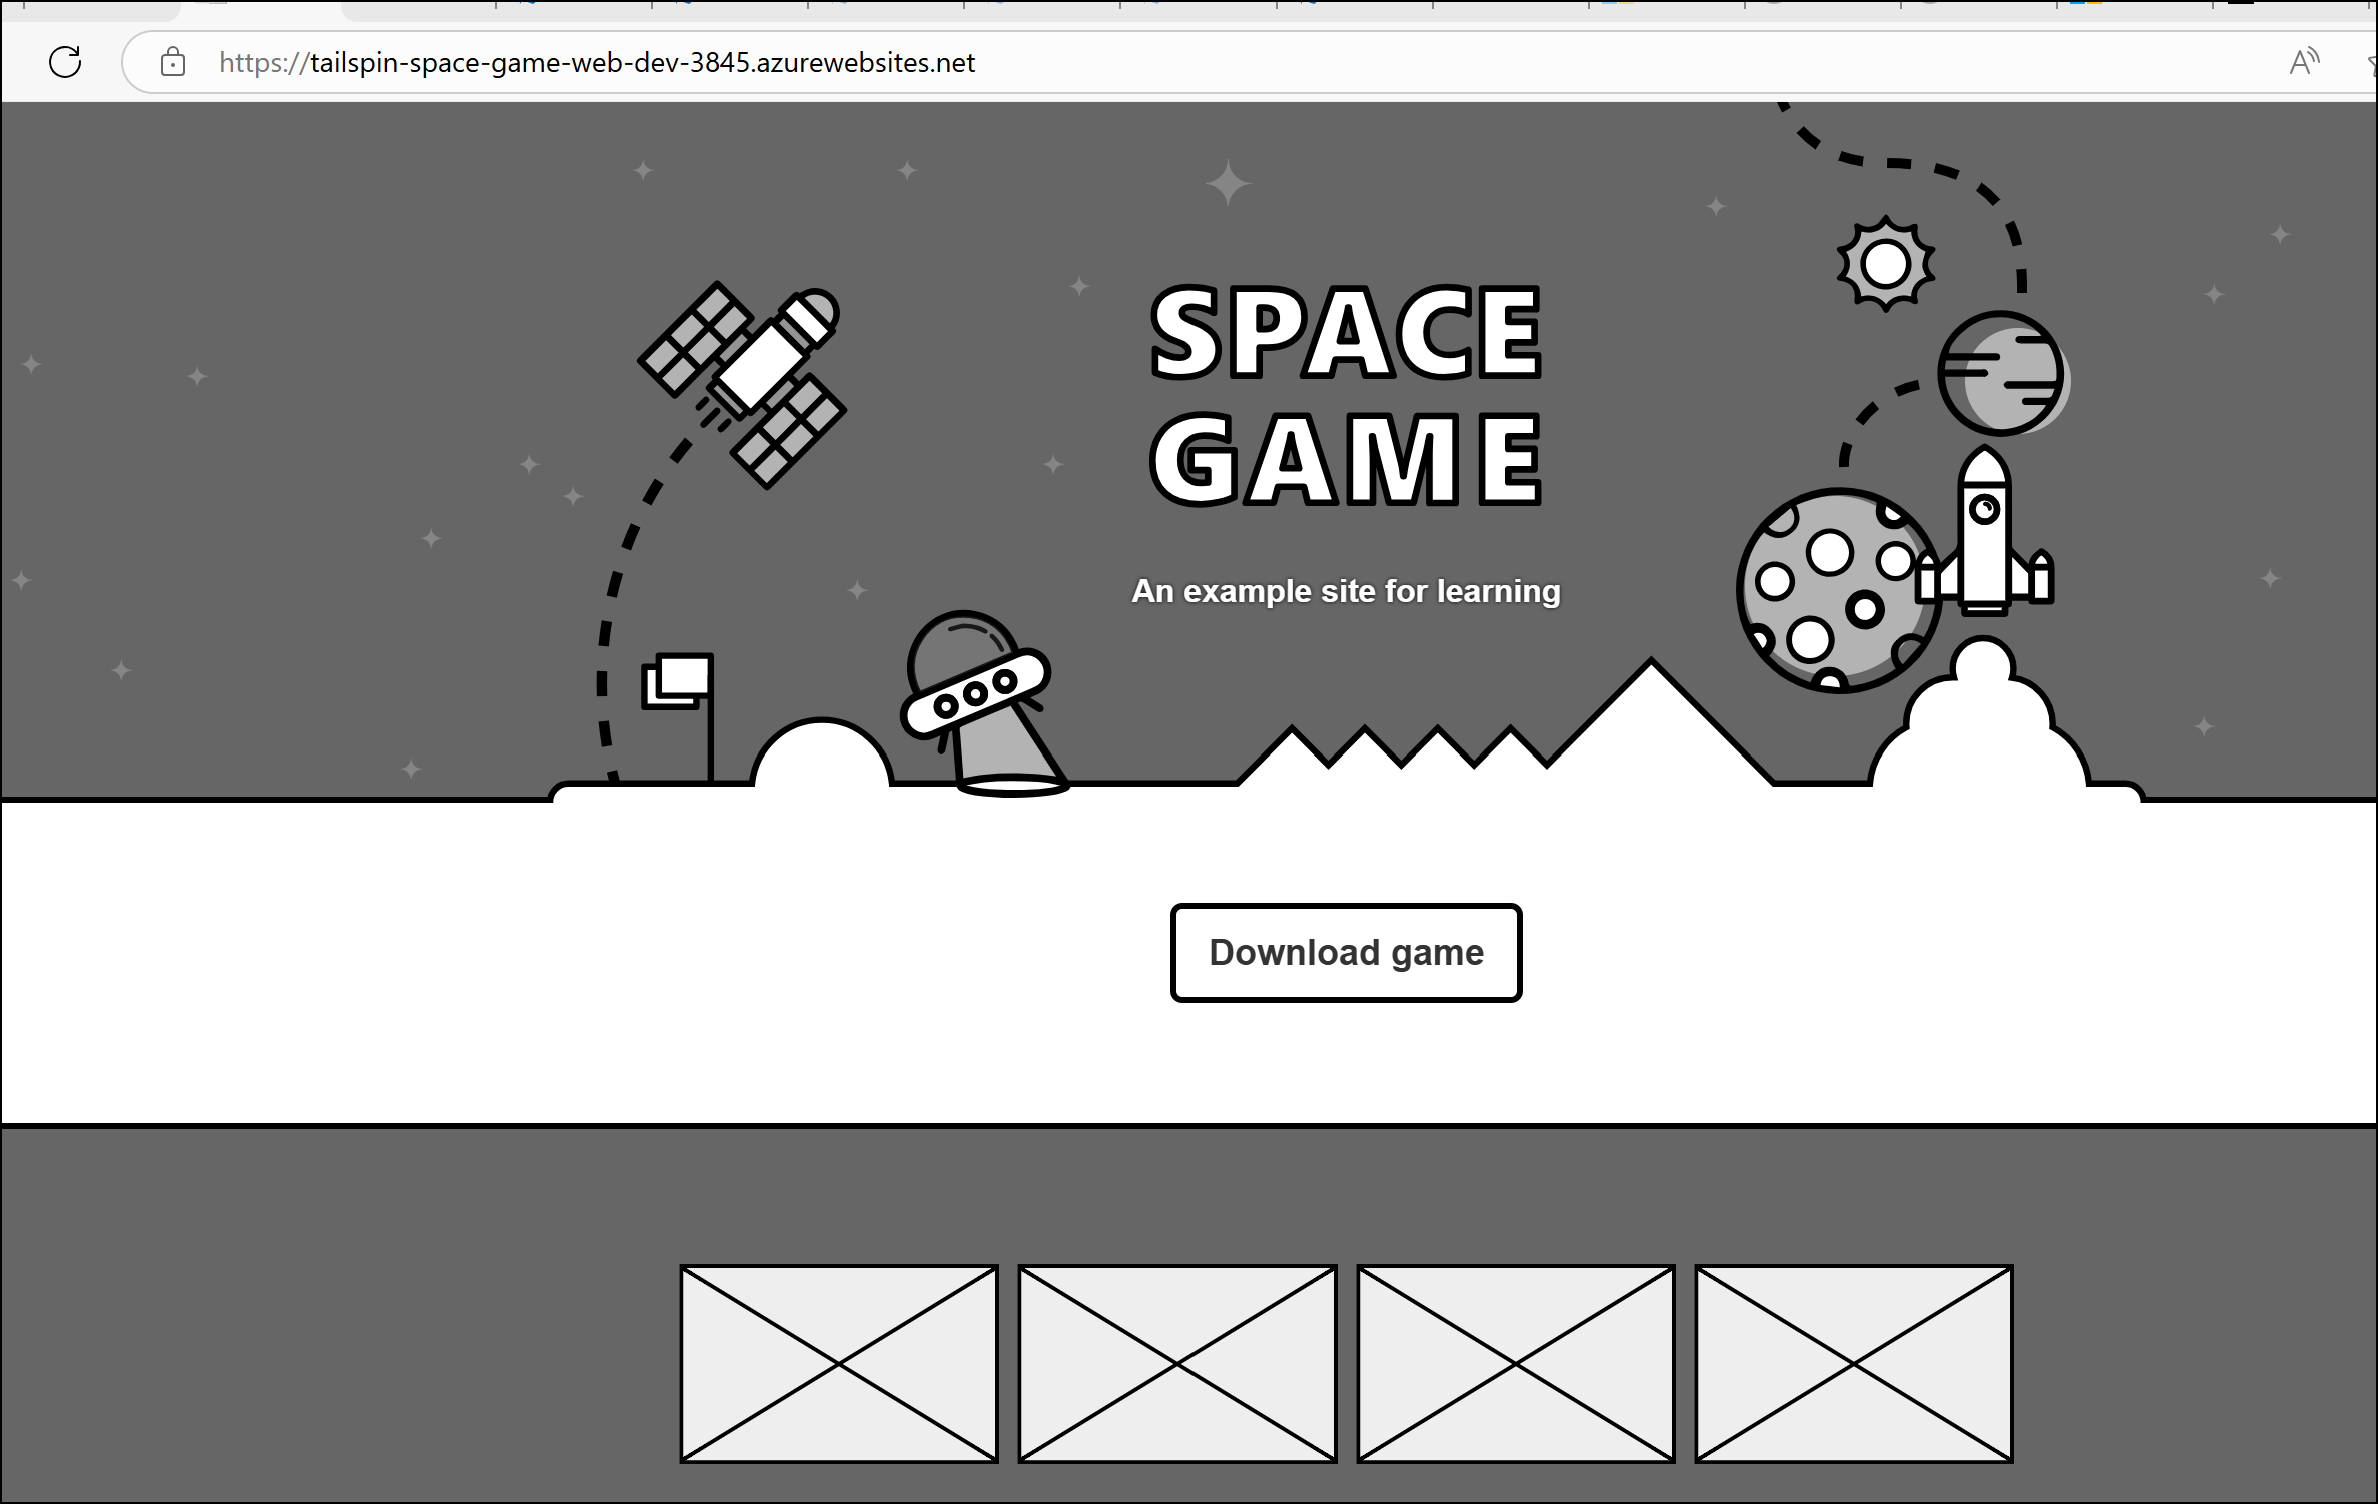 https://tailspin-space-game-web-dev-3845.azurewebsites.net
SPACE
GAME
An example site for learning
Download game